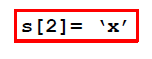 s[2]= ‘x’